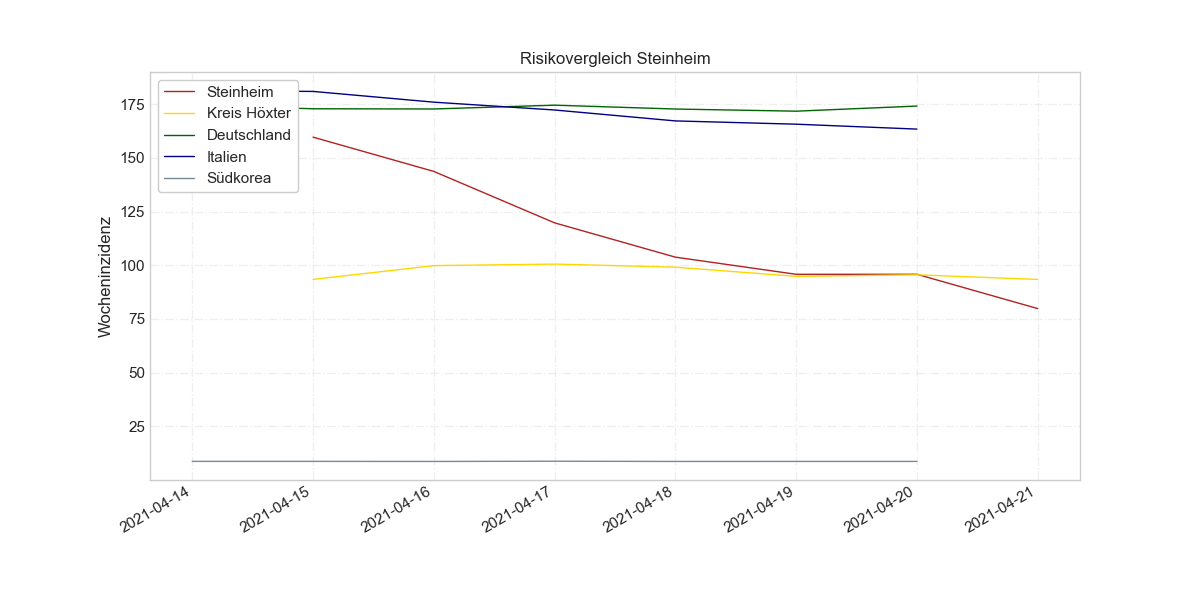 Risikovergleich Steinheim
Steinheim
Kreis Höxter
Deutschland
Italien
Südkorea
Wocheninzidenz
175
150
125
100
75
50
25
2021-04-14
2021-04-15
2021-04-16
2021-04-17
2021-04-18
2021-04-19
2021-04-20
2021-04-21